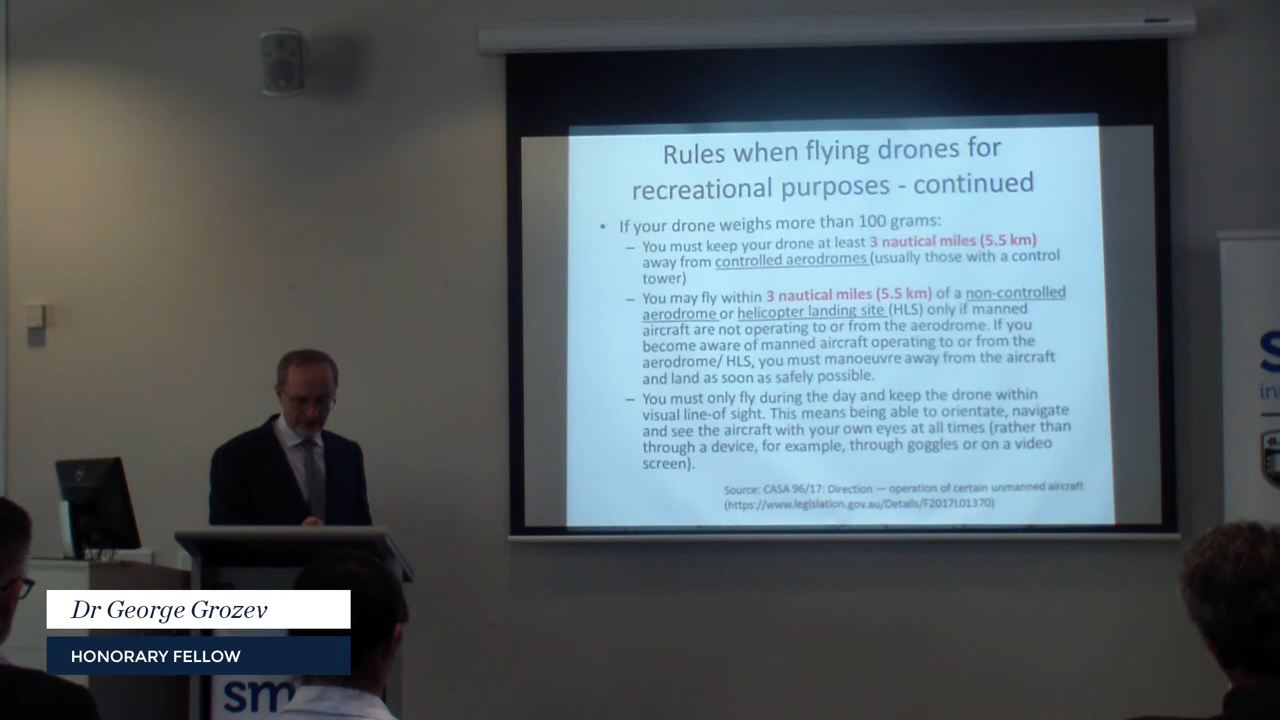 Rules when flying drones for
recreational purposes - continued
• If your drone weighs more than 100 grams:
– You must keep your drone at least 3 nautical miles (5.5 km)
away from controlled aerodromes (usually those with a control
tower)
– You may fly within 3 nautical miles (5.5 km) of a non-controlled
aerodrome or helicopter landing site (HLS) only if manned
aircraft are not operating to or from the aerodrome. If you
become aware of manned aircraft operating to or from the
aerodrome/ HLS, you must manoeuvre away from the aircraft
and land as soon as safely possible.
– You must only fly during the day and keep the drone within
visual line-of sight. This means being able to orientate, navigate
and see the aircraft with your own eyes at all times (rather than
through a device, for example, through goggles or on a video
screen).
Source: CASA 96/17: Direction — operation of certain unmanned aircraft
(https://www.legislation.gov.au/Details/F2017L01370)
Dr George Grozev
HONORARY FELLOW
sm